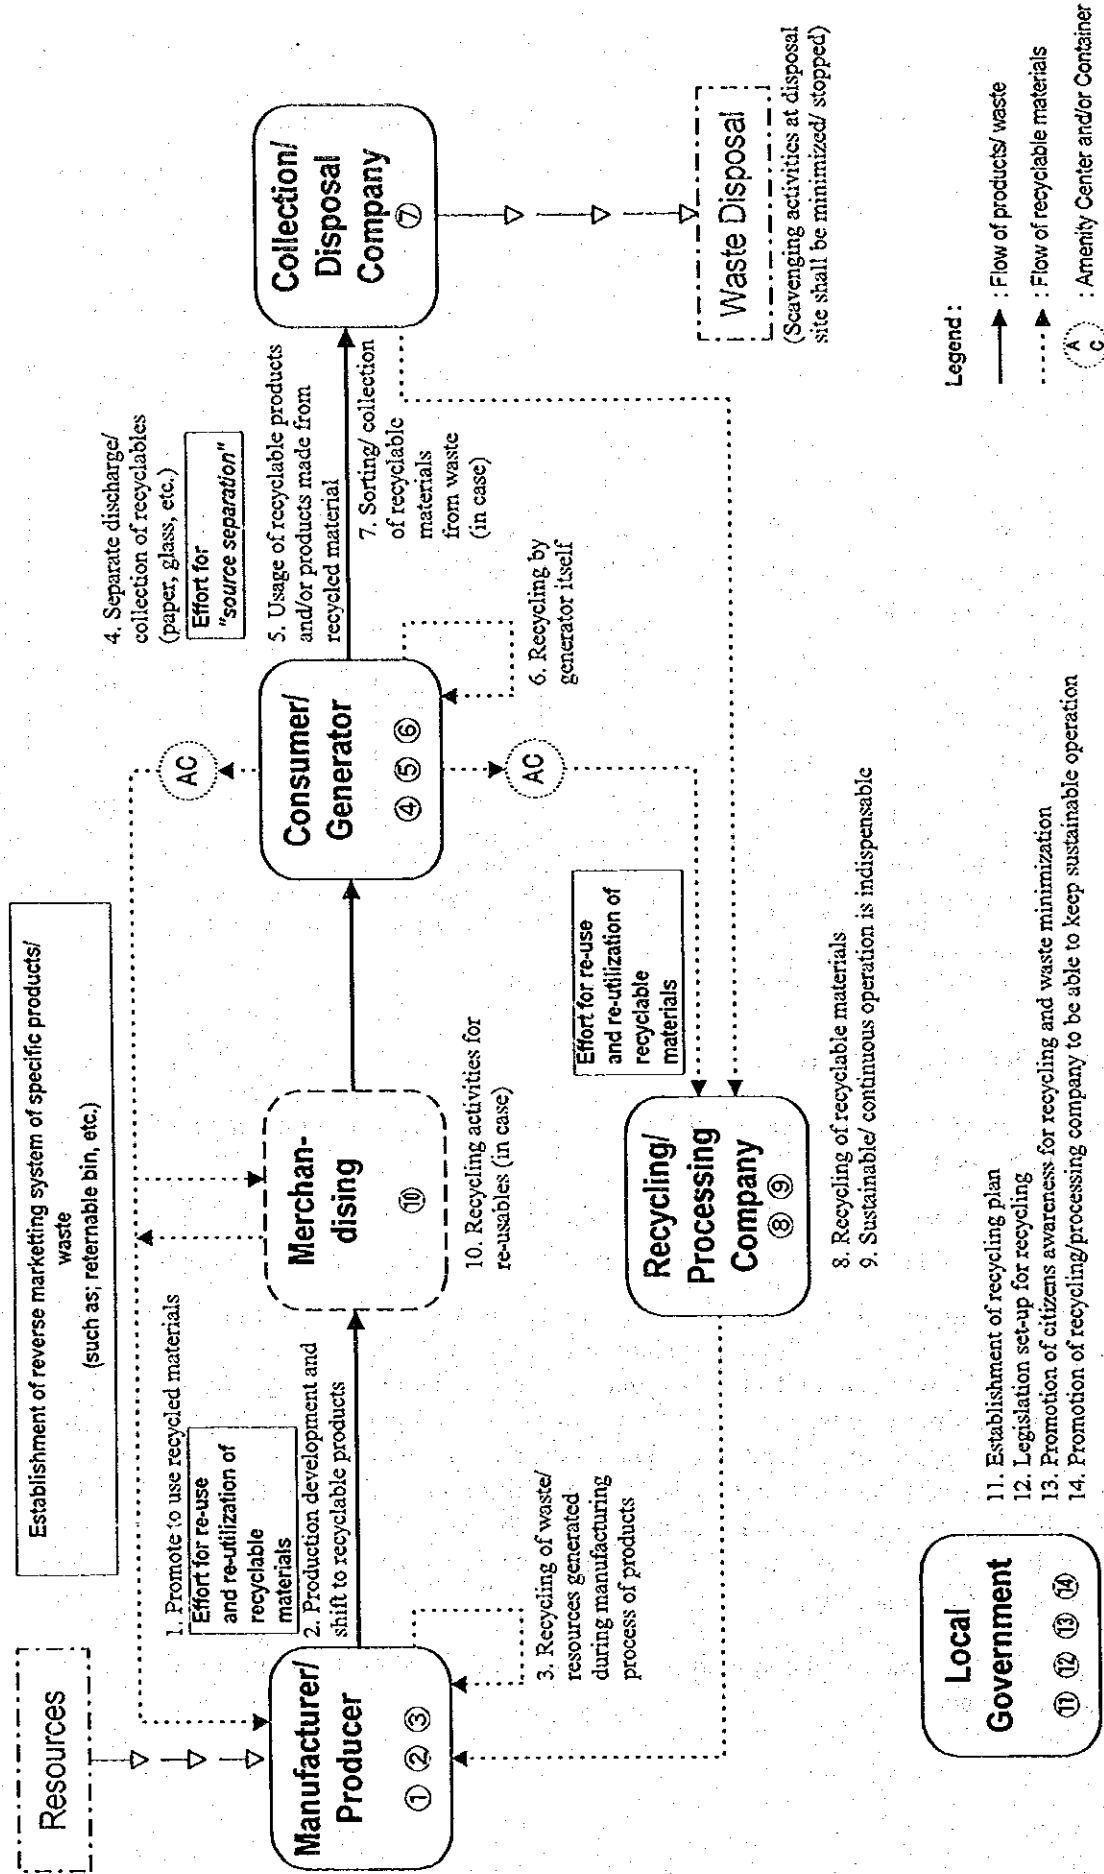 Resources
Establishment of reverse marketting system of specific products/
waste
(such as; reternable bin, etc.)
1. Promote to use recycled materials
Effort for re-use
and re-utilization of
recyclable
materials
2. Production development and
shift to recyclable products
Manufacturer/
Producer
① ② ③
3. Recycling of waste/
resources generated
during manufacturing
process of products
Merchan-
dising
⑩
10. Recycling activities for
re-usables (in case)
AC
Consumer/
Generator
④ ⑤ ⑥
AC
4. Separate discharge/
collection of recyclables
(paper, glass, etc.)
Effort for
"source separation"
5. Usage of recyclable products
and/or products made from
recycled material
6. Recycling by
generator itself
7. Sorting/ collection
of recyclable
materials
from waste
(in case)
Collection/
Disposal
Company
⑦
Waste Disposal
(Scavenging activities at disposal
site shall be minimized/ stopped)
Effort for re-use
and re-utilization of
recyclable
materials
Recycling/
Processing
Company
⑧ ⑨
8. Recycling of recyclable materials
9. Sustainable/ continuous operation is indispensable
Local
Government
⑪ ⑫ ⑬ ⑭
11. Establishment of recycling plan
12. Legislation set-up for recycling
13. Promotion of citizens awareness for recycling and waste minimization
14. Promotion of recycling/processing company to be able to keep sustainable operation
Legend :
: Flow of products/ waste
: Flow of recyclable materials
A C : Amenity Center and/or Container